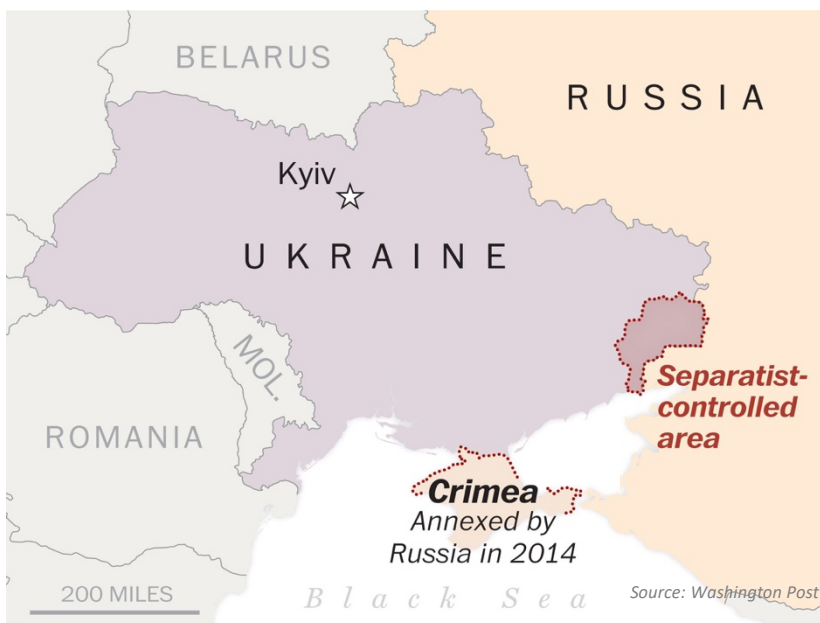 BELARUS
RUSSIA
Kyiv
UKRAINE
MOL.
Separatist-
controlled
area
ROMANIA
Crimea
Annexed by
Russia in 2014
200 MILES
Black Sea
Source: Washington Post